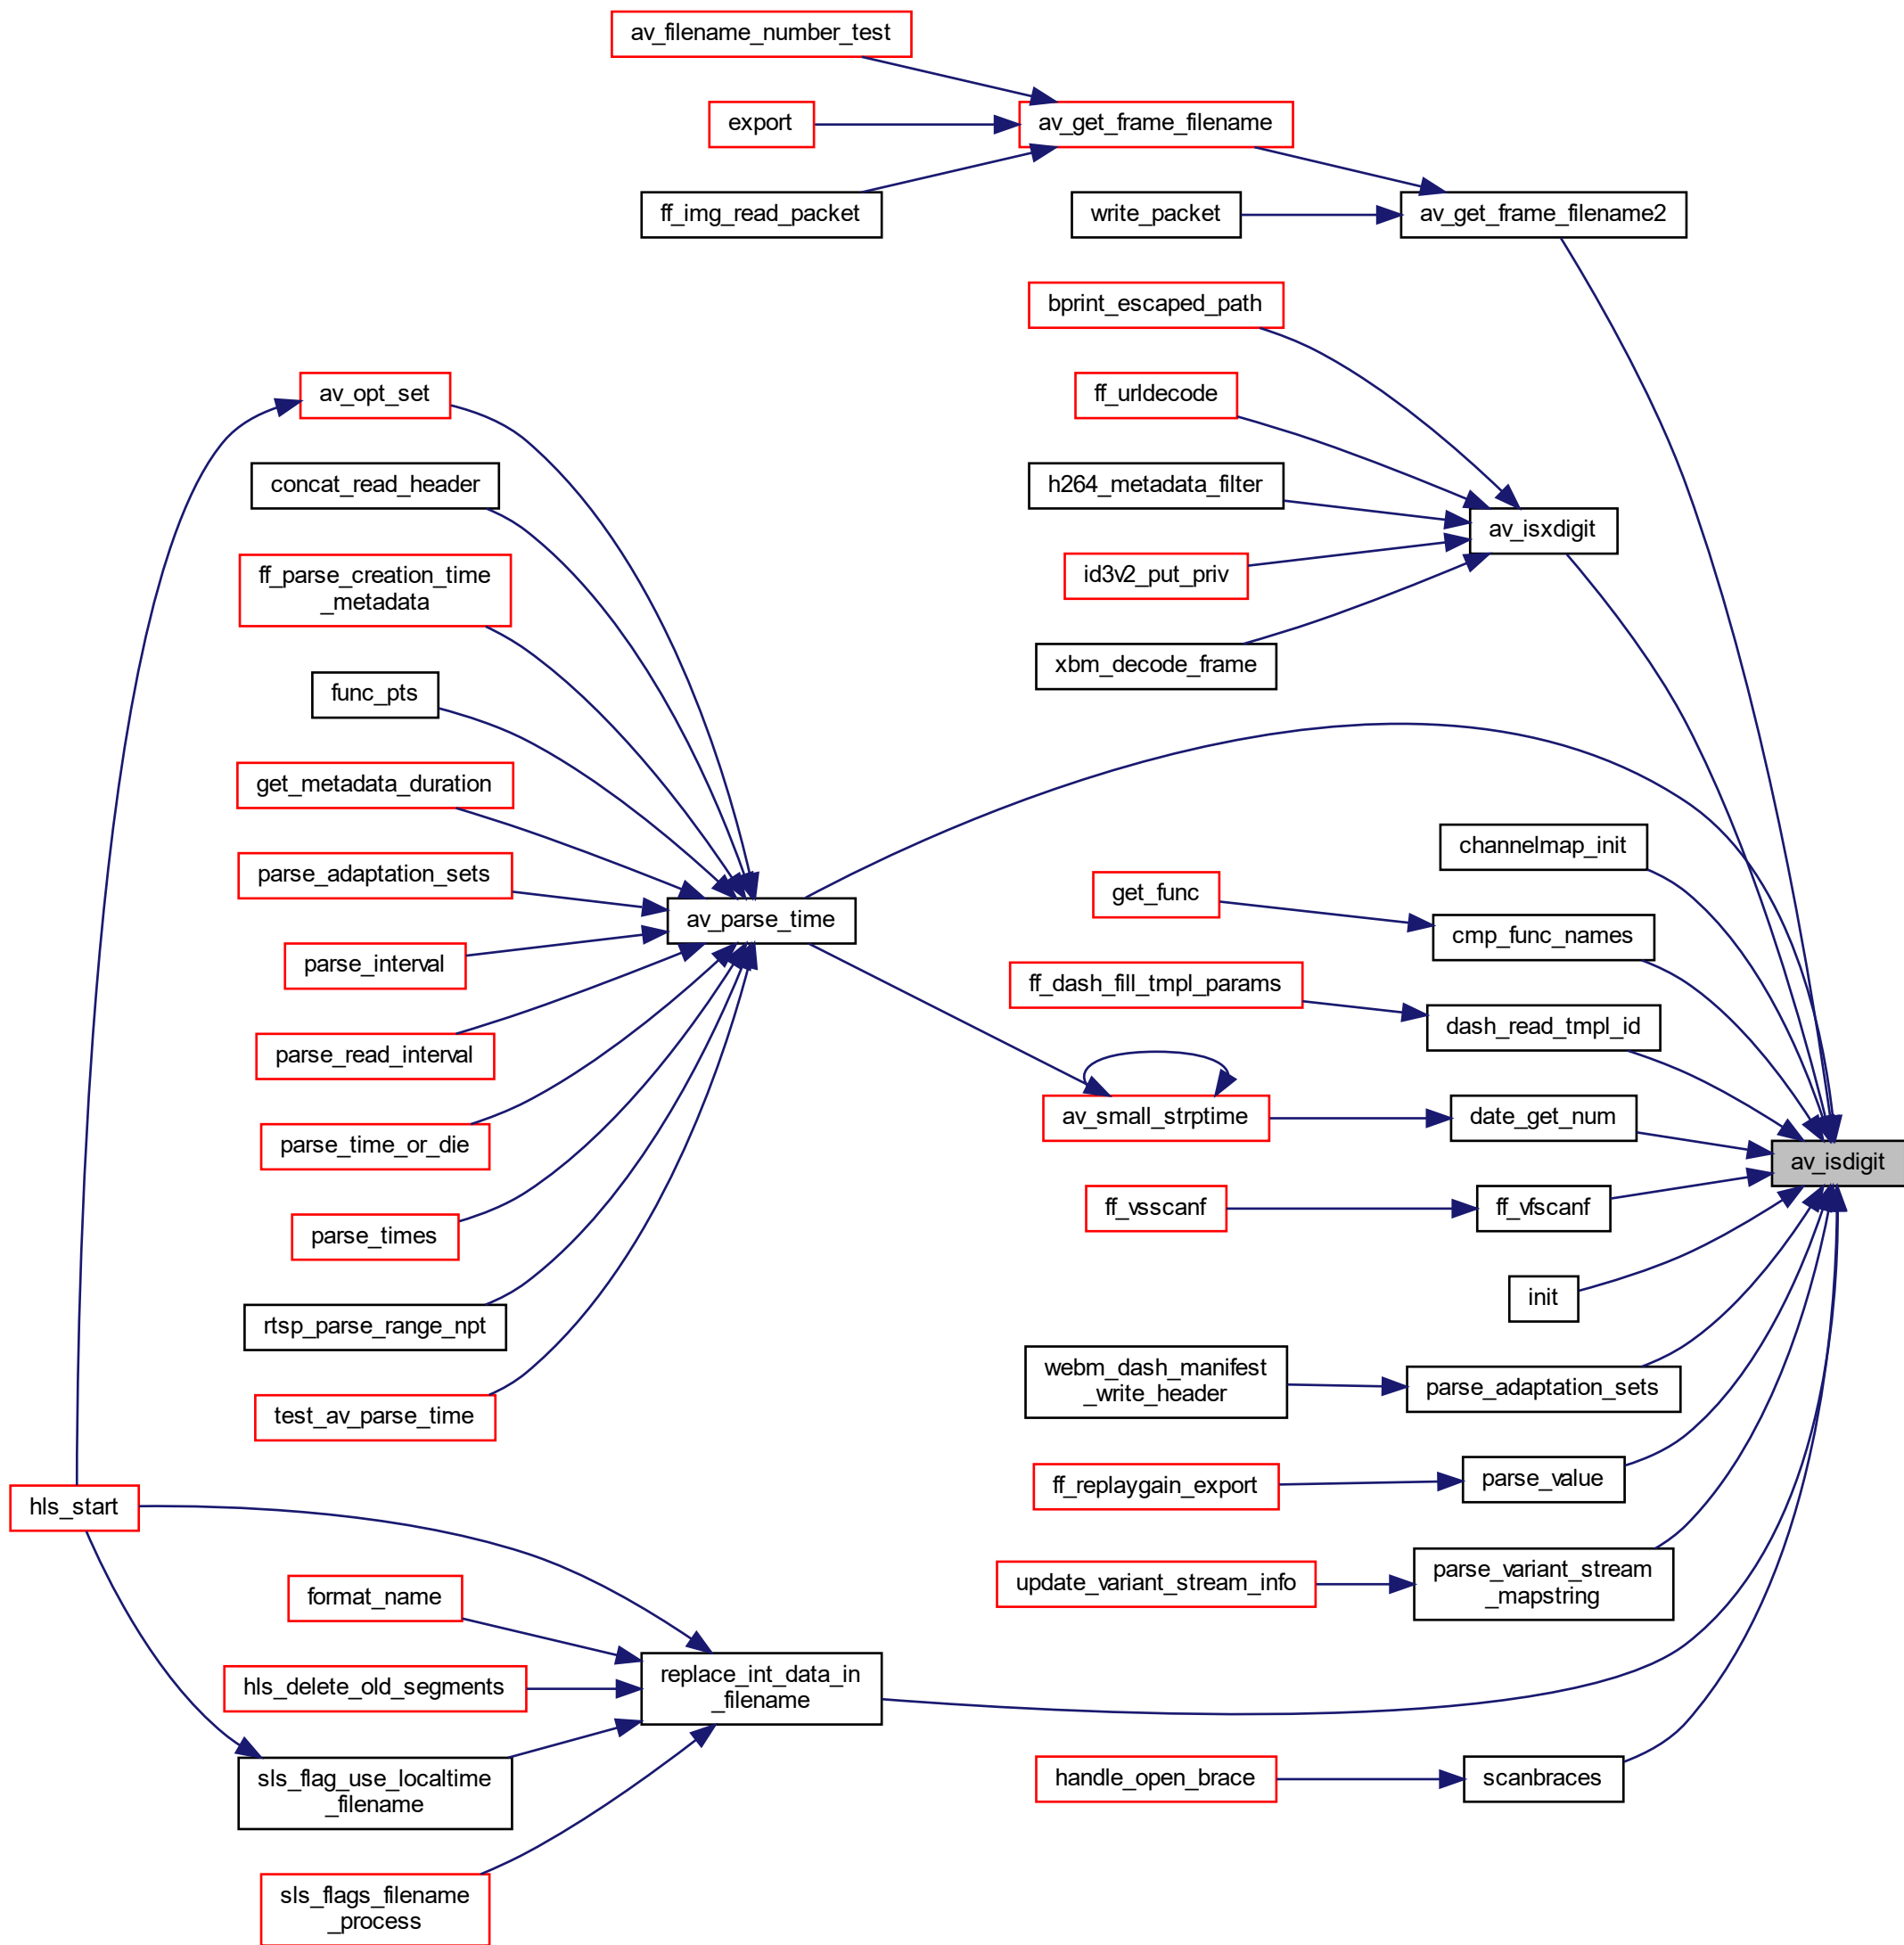 av_filename_number_test
export
av_get_frame_filename
ff_img_read_packet
write_packet
av_get_frame_filename2
bprint_escaped_path
av_opt_set
ff_urldecode
concat_read_header
h264_metadata_filter
av_isxdigit
ff_parse_creation_time
_metadata
id3v2_put_priv
xbm_decode_frame
func_pts
get_metadata_duration
channelmap_init
parse_adaptation_sets
get_func
av_parse_time
cmp_func_names
parse_interval
ff_dash_fill_tmpl_params
dash_read_tmpl_id
parse_read_interval
av_small_strptime
date_get_num
parse_time_or_die
av_isdigit
ff_vsscanf
ff_vfscanf
parse_times
init
rtsp_parse_range_npt
webm_dash_manifest
_write_header
parse_adaptation_sets
test_av_parse_time
ff_replaygain_export
parse_value
hls_start
format_name
update_variant_stream_info
parse_variant_stream
_mapstring
hls_delete_old_segments
replace_int_data_in
_filename
sls_flag_use_localtime
_filename
handle_open_brace
scanbraces
sls_flags_filename
_process